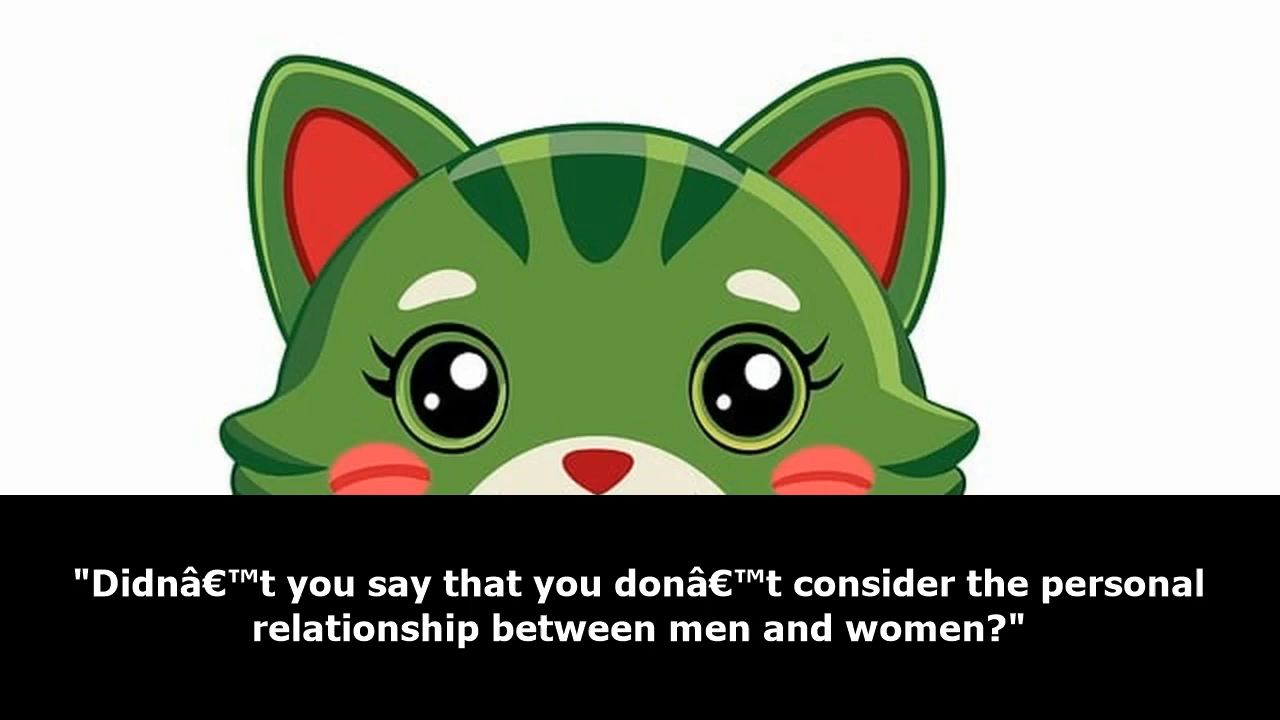 "Didnâ€™t you say that you donâ€™t consider the personal
relationship between men and women?"